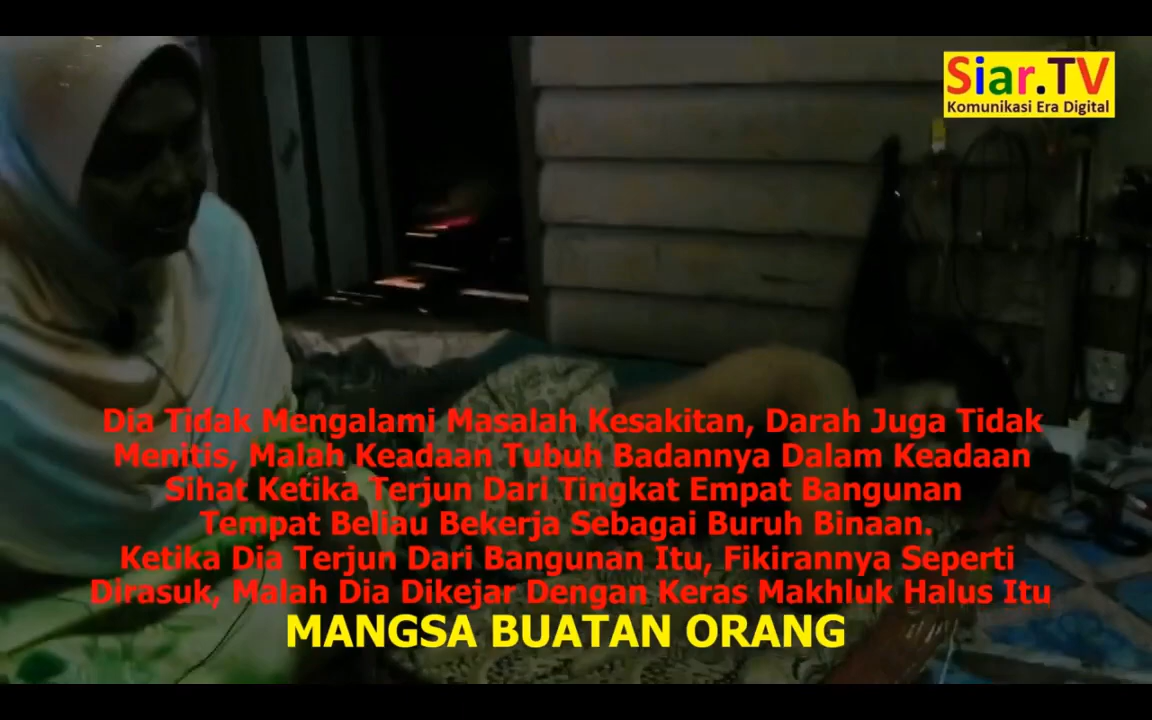 Siar.TV
Komunikasi Era Digital
Dia Tidak Mengalami Masalah Kesakitan, Darah Juga Tidak
Menitis, Malah Keadaan Tubuh Badannya Dalam Keadaan
Sihat Ketika Terjun Dari Tingkat Empat Bangunan
Tempat Beliau Bekerja Sebagai Buruh Binaan.
Ketika Dia Terjun Dari Bangunan Itu, Fikirannya Seperti
Dirasuk, Malah Dia Dikejar Dengan Keras Makhluk Halus Itu
MANGSA BUATAN ORANG